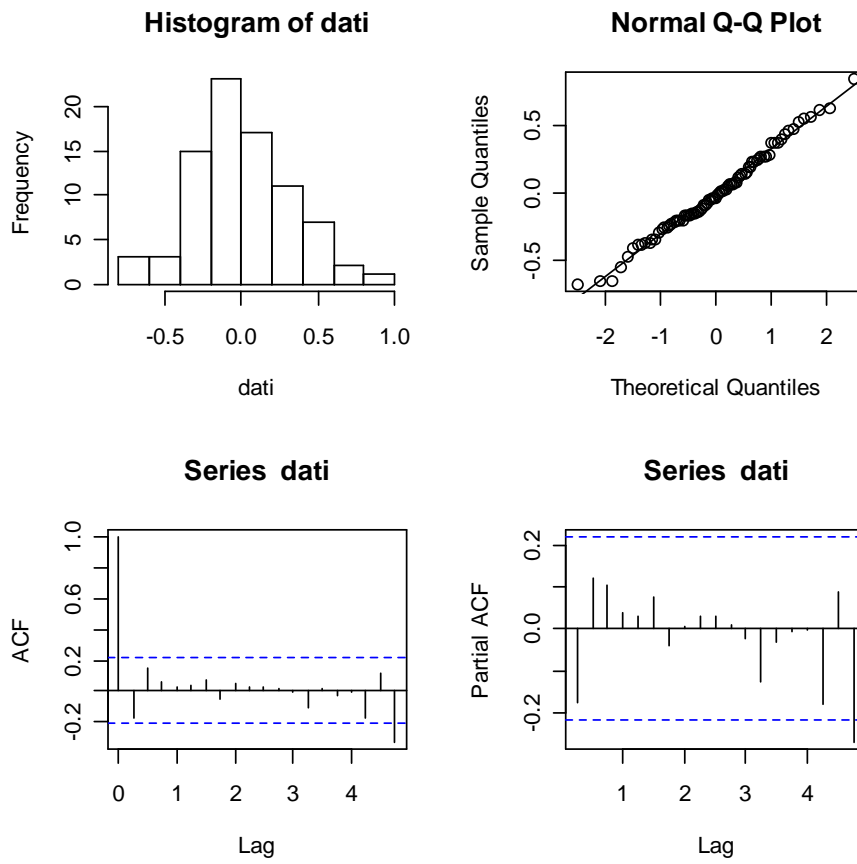 Histogram of dati
Frequency
0 5 10 15 20
-0.5 0.0 0.5 1.0
dati
Normal Q-Q Plot
Sample Quantiles
-0.5 0.0 0.5
-2 -1 0 1 2
Theoretical Quantiles
Series dati
ACF
-0.2 0.2 0.6 1.0
0 1 2 3 4
Lag
Series dati
Partial ACF
-0.2 0.0 0.2
1 2 3 4
Lag